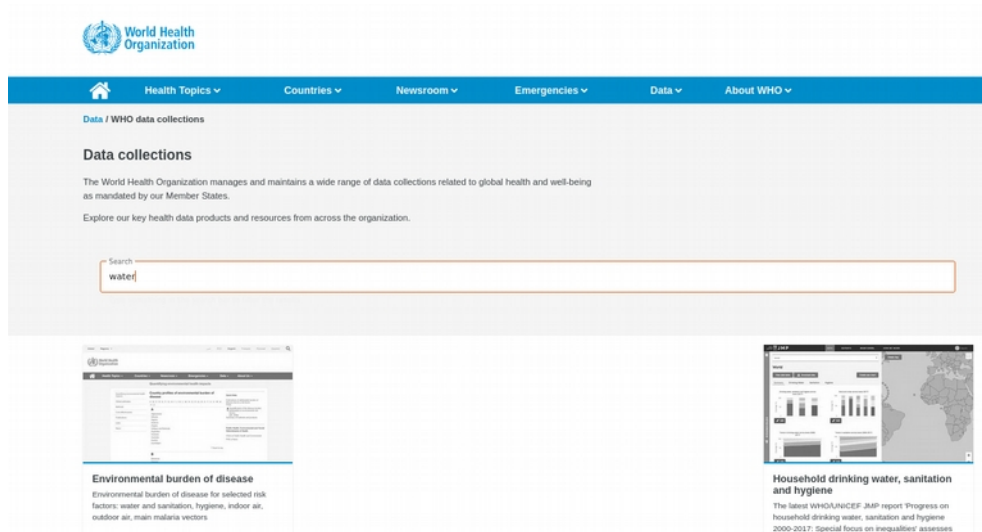 World Health
Organization
Health Topics
Countries
Newsroom
Emergencies
Data
About WHO
Data / WHO data collections
Data collections
The World Health Organization manages and maintains a wide range of data collections related to global health and well-being
as mandated by our Member States.
Explore our key health data products and resources from across the organization.
Search
water
Environmental burden of disease
Environmental burden of disease for selected risk
factors: water and sanitation, hygiene, indoor air,
outdoor air, main malaria vectors
JMP
Household drinking water, sanitation
and hygiene
The latest WHO/UNICEF JMP report 'Progress on
household drinking water, sanitation and hygiene
2000-2017: Special focus on inequalities' assesses